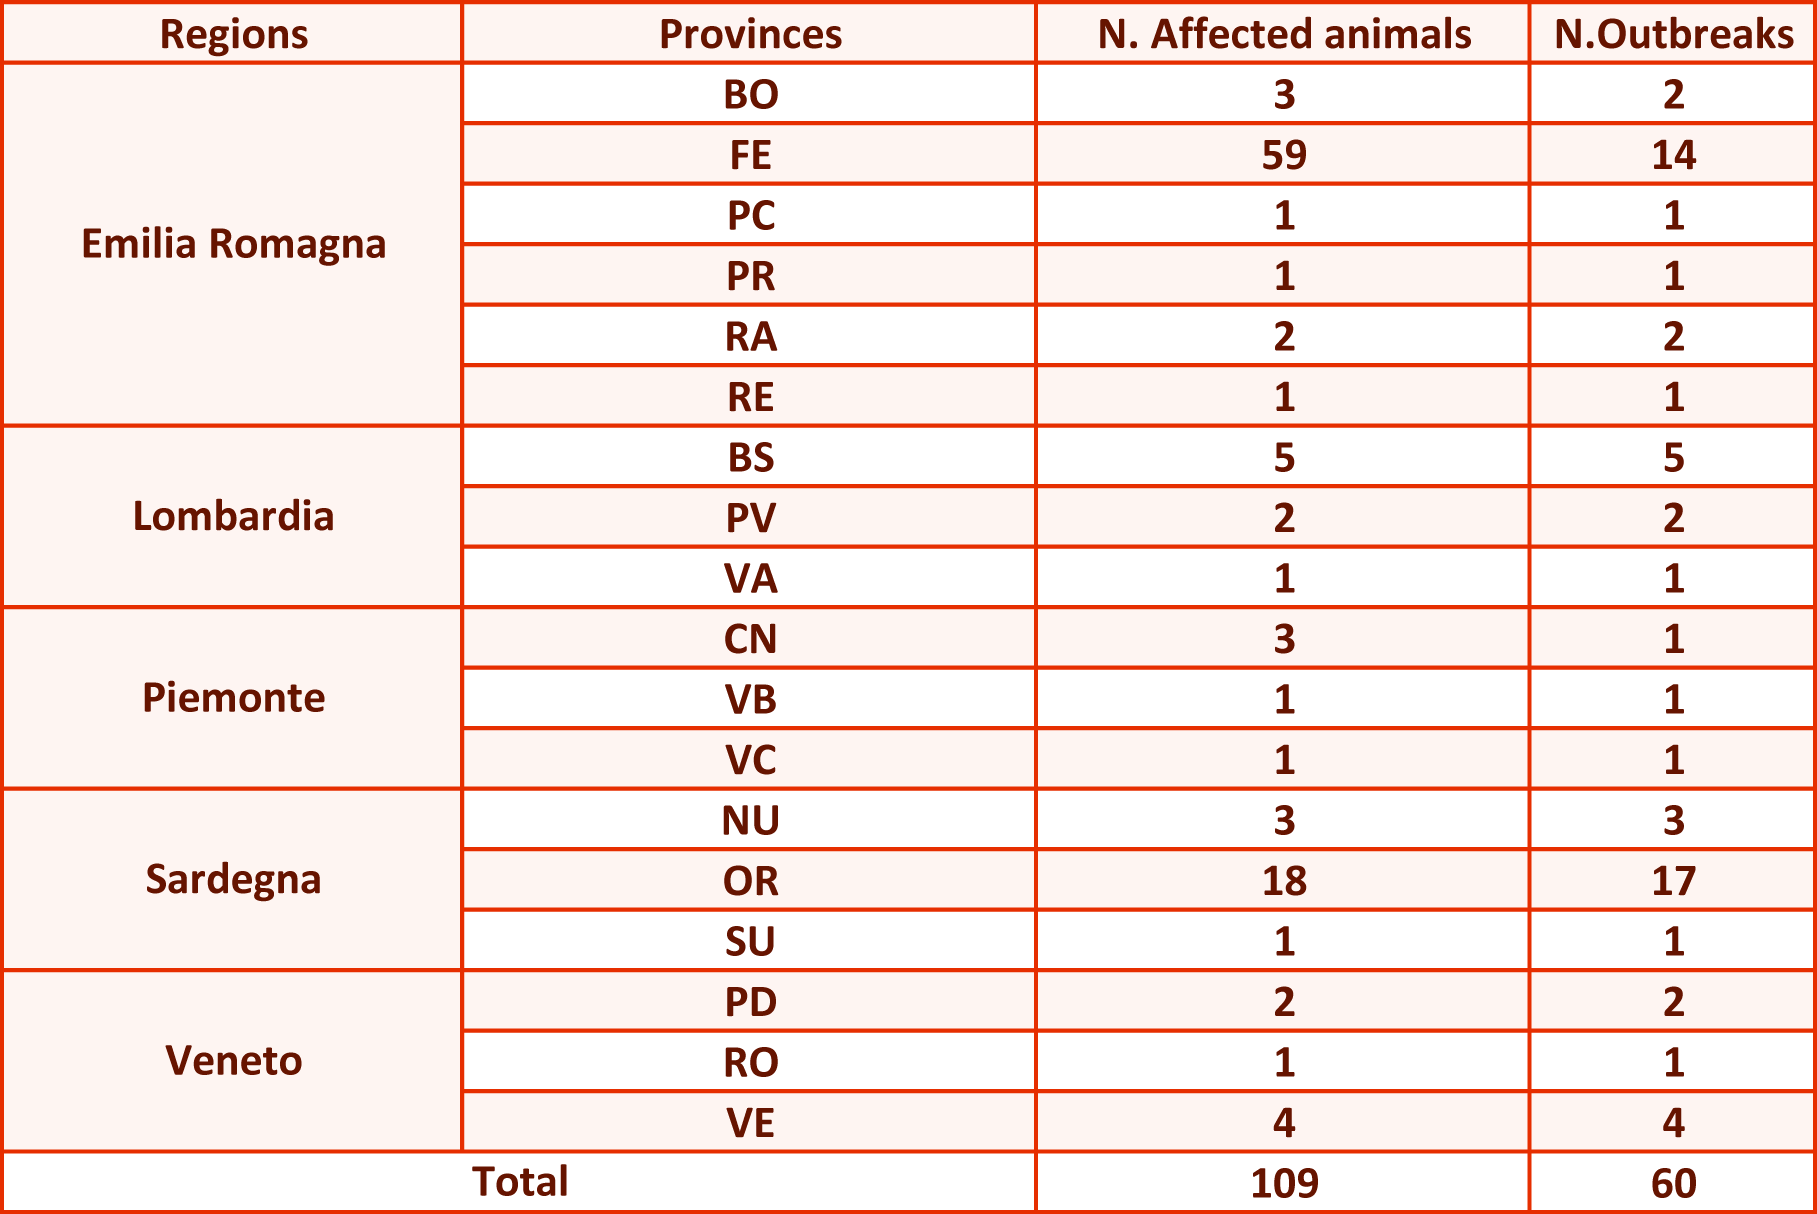 Regions Provinces N. Affected animals N.Outbreaks
Emilia Romagna BO 3 2
FE 59 14
PC 1 1
PR 1 1
RA 2 2
RE 1 1
Lombardia BS 5 5
PV 2 2
VA 1 1
Piemonte CN 3 1
VB 1 1
VC 1 1
Sardegna NU 3 3
OR 18 17
SU 1 1
Veneto PD 2 2
RO 1 1
VE 4 4
Total 109 60